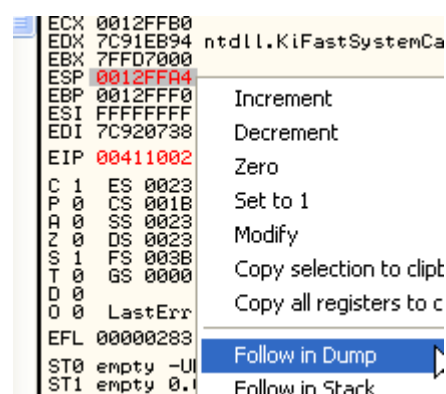 ECX 0012FFB0
EDX 7C91EB94 ntdll.KiFastSystemCa
EBX 7FFD7000
ESP 0012FFA4
EBP 0012FFF0
ESI FFFFFFFF
EDI 7C920738
EIP 00411002
C 1 ES 0023
P 0 CS 001B
A 0 SS 0023
Z 0 DS 0023
S 1 FS 003B
T 0 GS 0000
D 0
O 0 LastErr
EFL 00000283
ST0 empty -U
ST1 empty 0.
Increment
Decrement
Zero
Set to 1
Modify
Copy selection to clipb
Copy all registers to c
Follow in Dump
Follow in Stack